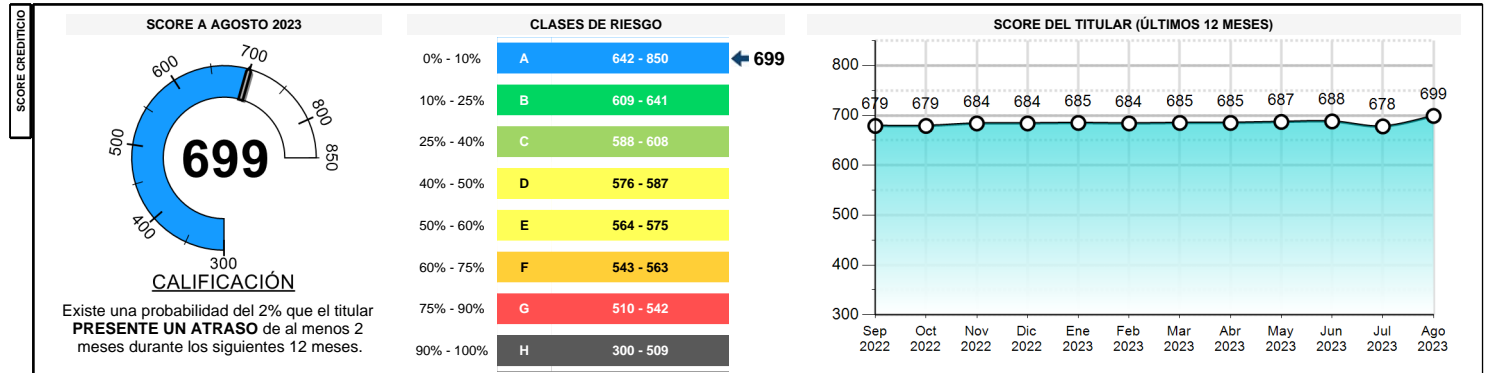 SCORE CREDITICIO
SCORE A AGOSTO 2023
300
400
500
600
700
800
850
699
CALIFICACIÓN
Existe una probabilidad del 2% que el titular
PRESENTE UN ATRASO de al menos 2
meses durante los siguientes 12 meses.
CLASES DE RIESGO
0% - 10% A 642 - 850 699
10% - 25% B 609 - 641
25% - 40% C 588 - 608
40% - 50% D 576 - 587
50% - 60% E 564 - 575
60% - 75% F 543 - 563
75% - 90% G 510 - 542
90% - 100% H 300 - 509
SCORE DEL TITULAR (ÚLTIMOS 12 MESES)
800
700
600
500
400
300
679 679 684 684 685 684 685 685 687 688 678 699
Sep Oct Nov Dic Ene Feb Mar Abr May Jun Jul Ago
2022 2022 2022 2022 2023 2023 2023 2023 2023 2023 2023 2023